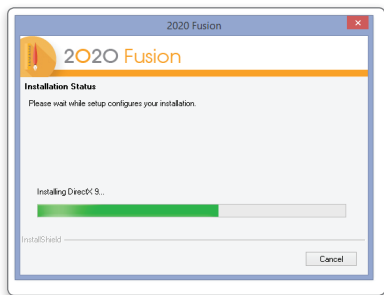 2020 Fusion
2020 Fusion
Installation Status
Please wait while setup configures your installation.
Installing DirectX 9...
InstallShield
Cancel